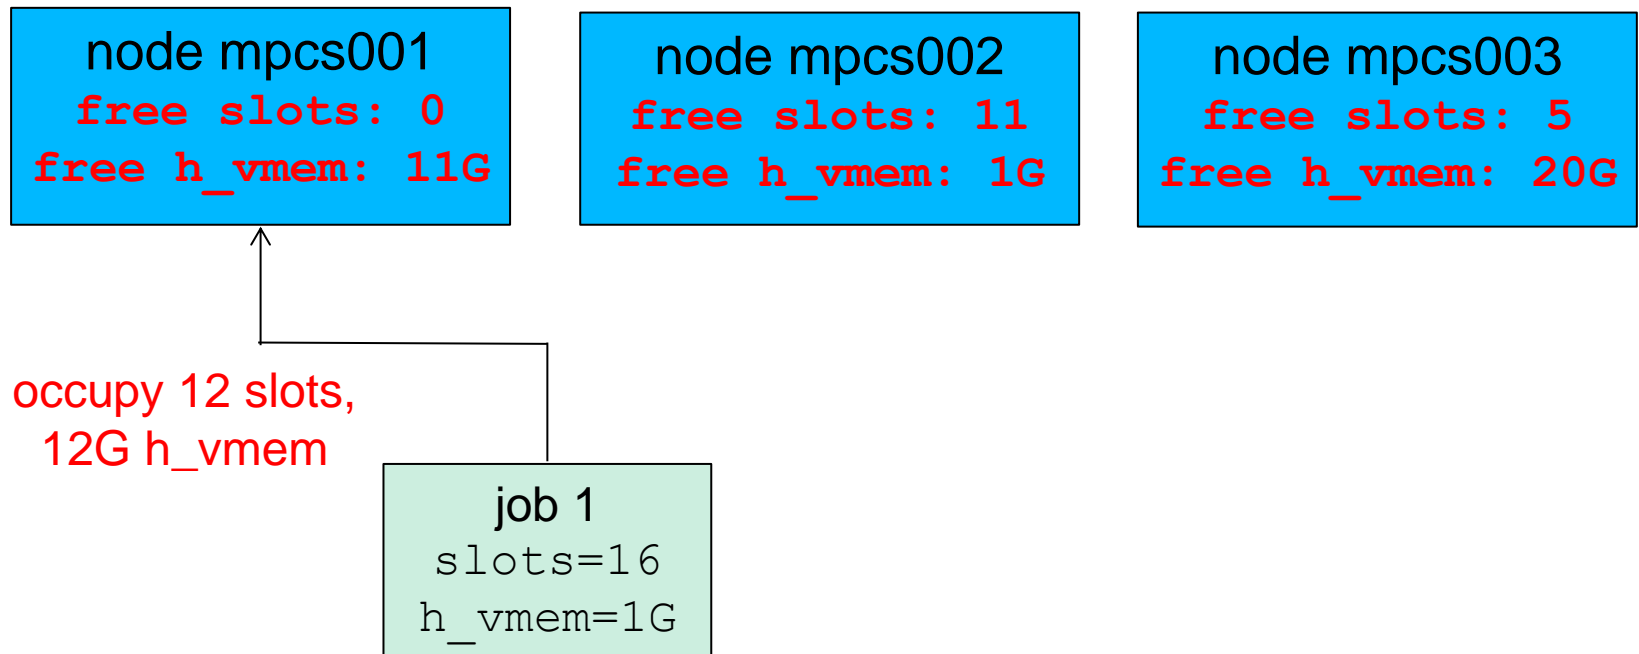 node mpcs001
free slots: 0
free h_vmem: 11G
node mpcs002
free slots: 11
free h_vmem: 1G
node mpcs003
free slots: 5
free h_vmem: 20G
occupy 12 slots,
12G h_vmem
job 1
slots=16
h_vmem=1G